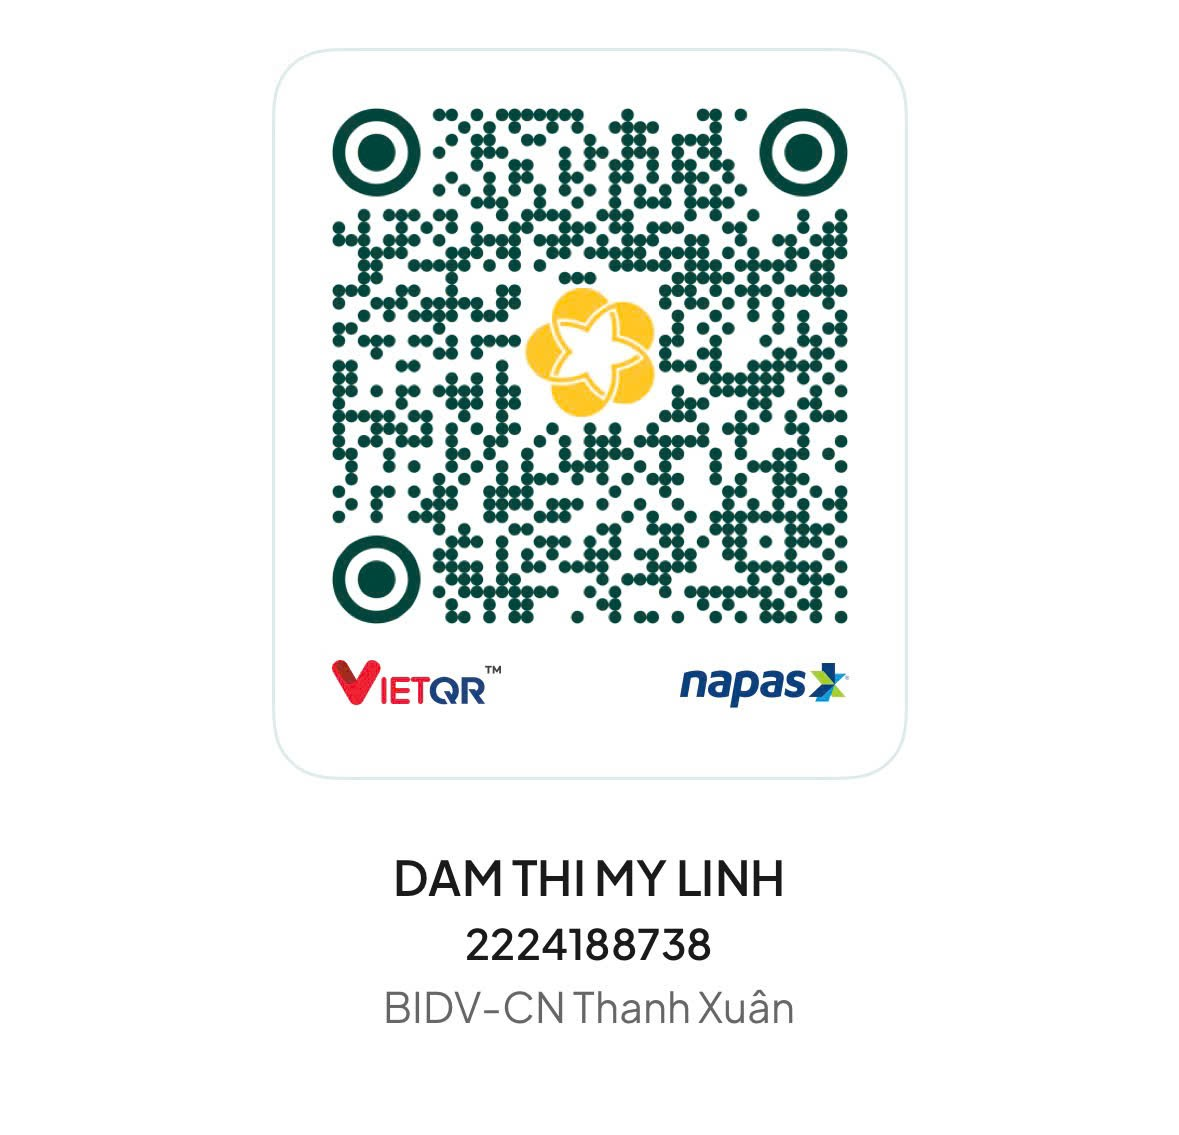 VIETQR™
napas
DAM THI MY LINH
2224188738
BIDV-CN Thanh Xuân